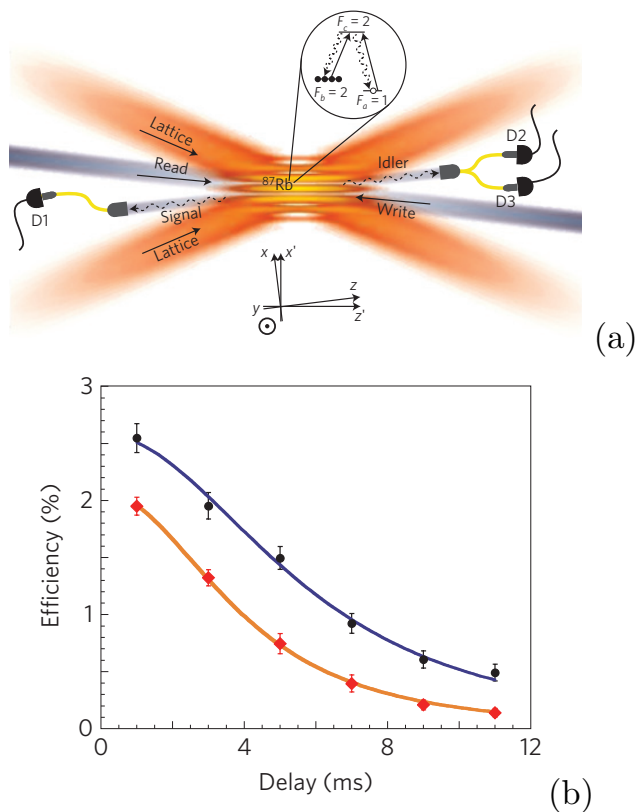 F_c = 2
F_b = 2
F_a = 1
Lattice
Read
87Rb
Idler
D2
D3
D1
Signal
Write
Lattice
x
x'
z
y
z'
(a)
3
2
1
0
Efficiency (%)
0
4
8
12
Delay (ms)
(b)